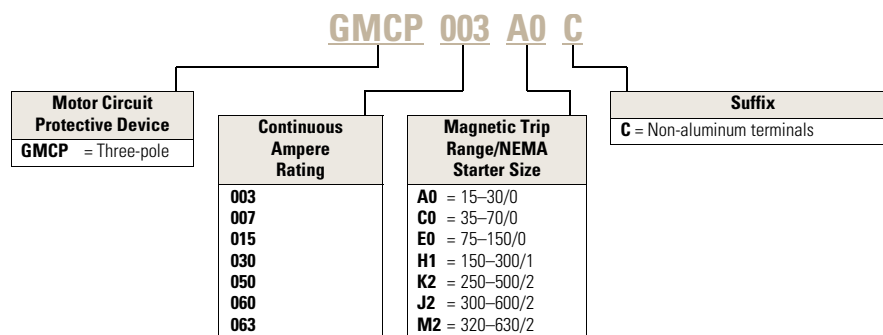 GMCP 003 A0 C
Motor Circuit
Protective Device
GMCP = Three-pole
Continuous
Ampere
Rating
003
007
015
030
050
060
063
Magnetic Trip
Range/NEMA
Starter Size
A0 = 15–30/0
C0 = 35–70/0
E0 = 75–150/0
H1 = 150–300/1
K2 = 250–500/2
J2 = 300–600/2
M2 = 320–630/2
Suffix
C = Non-aluminum terminals